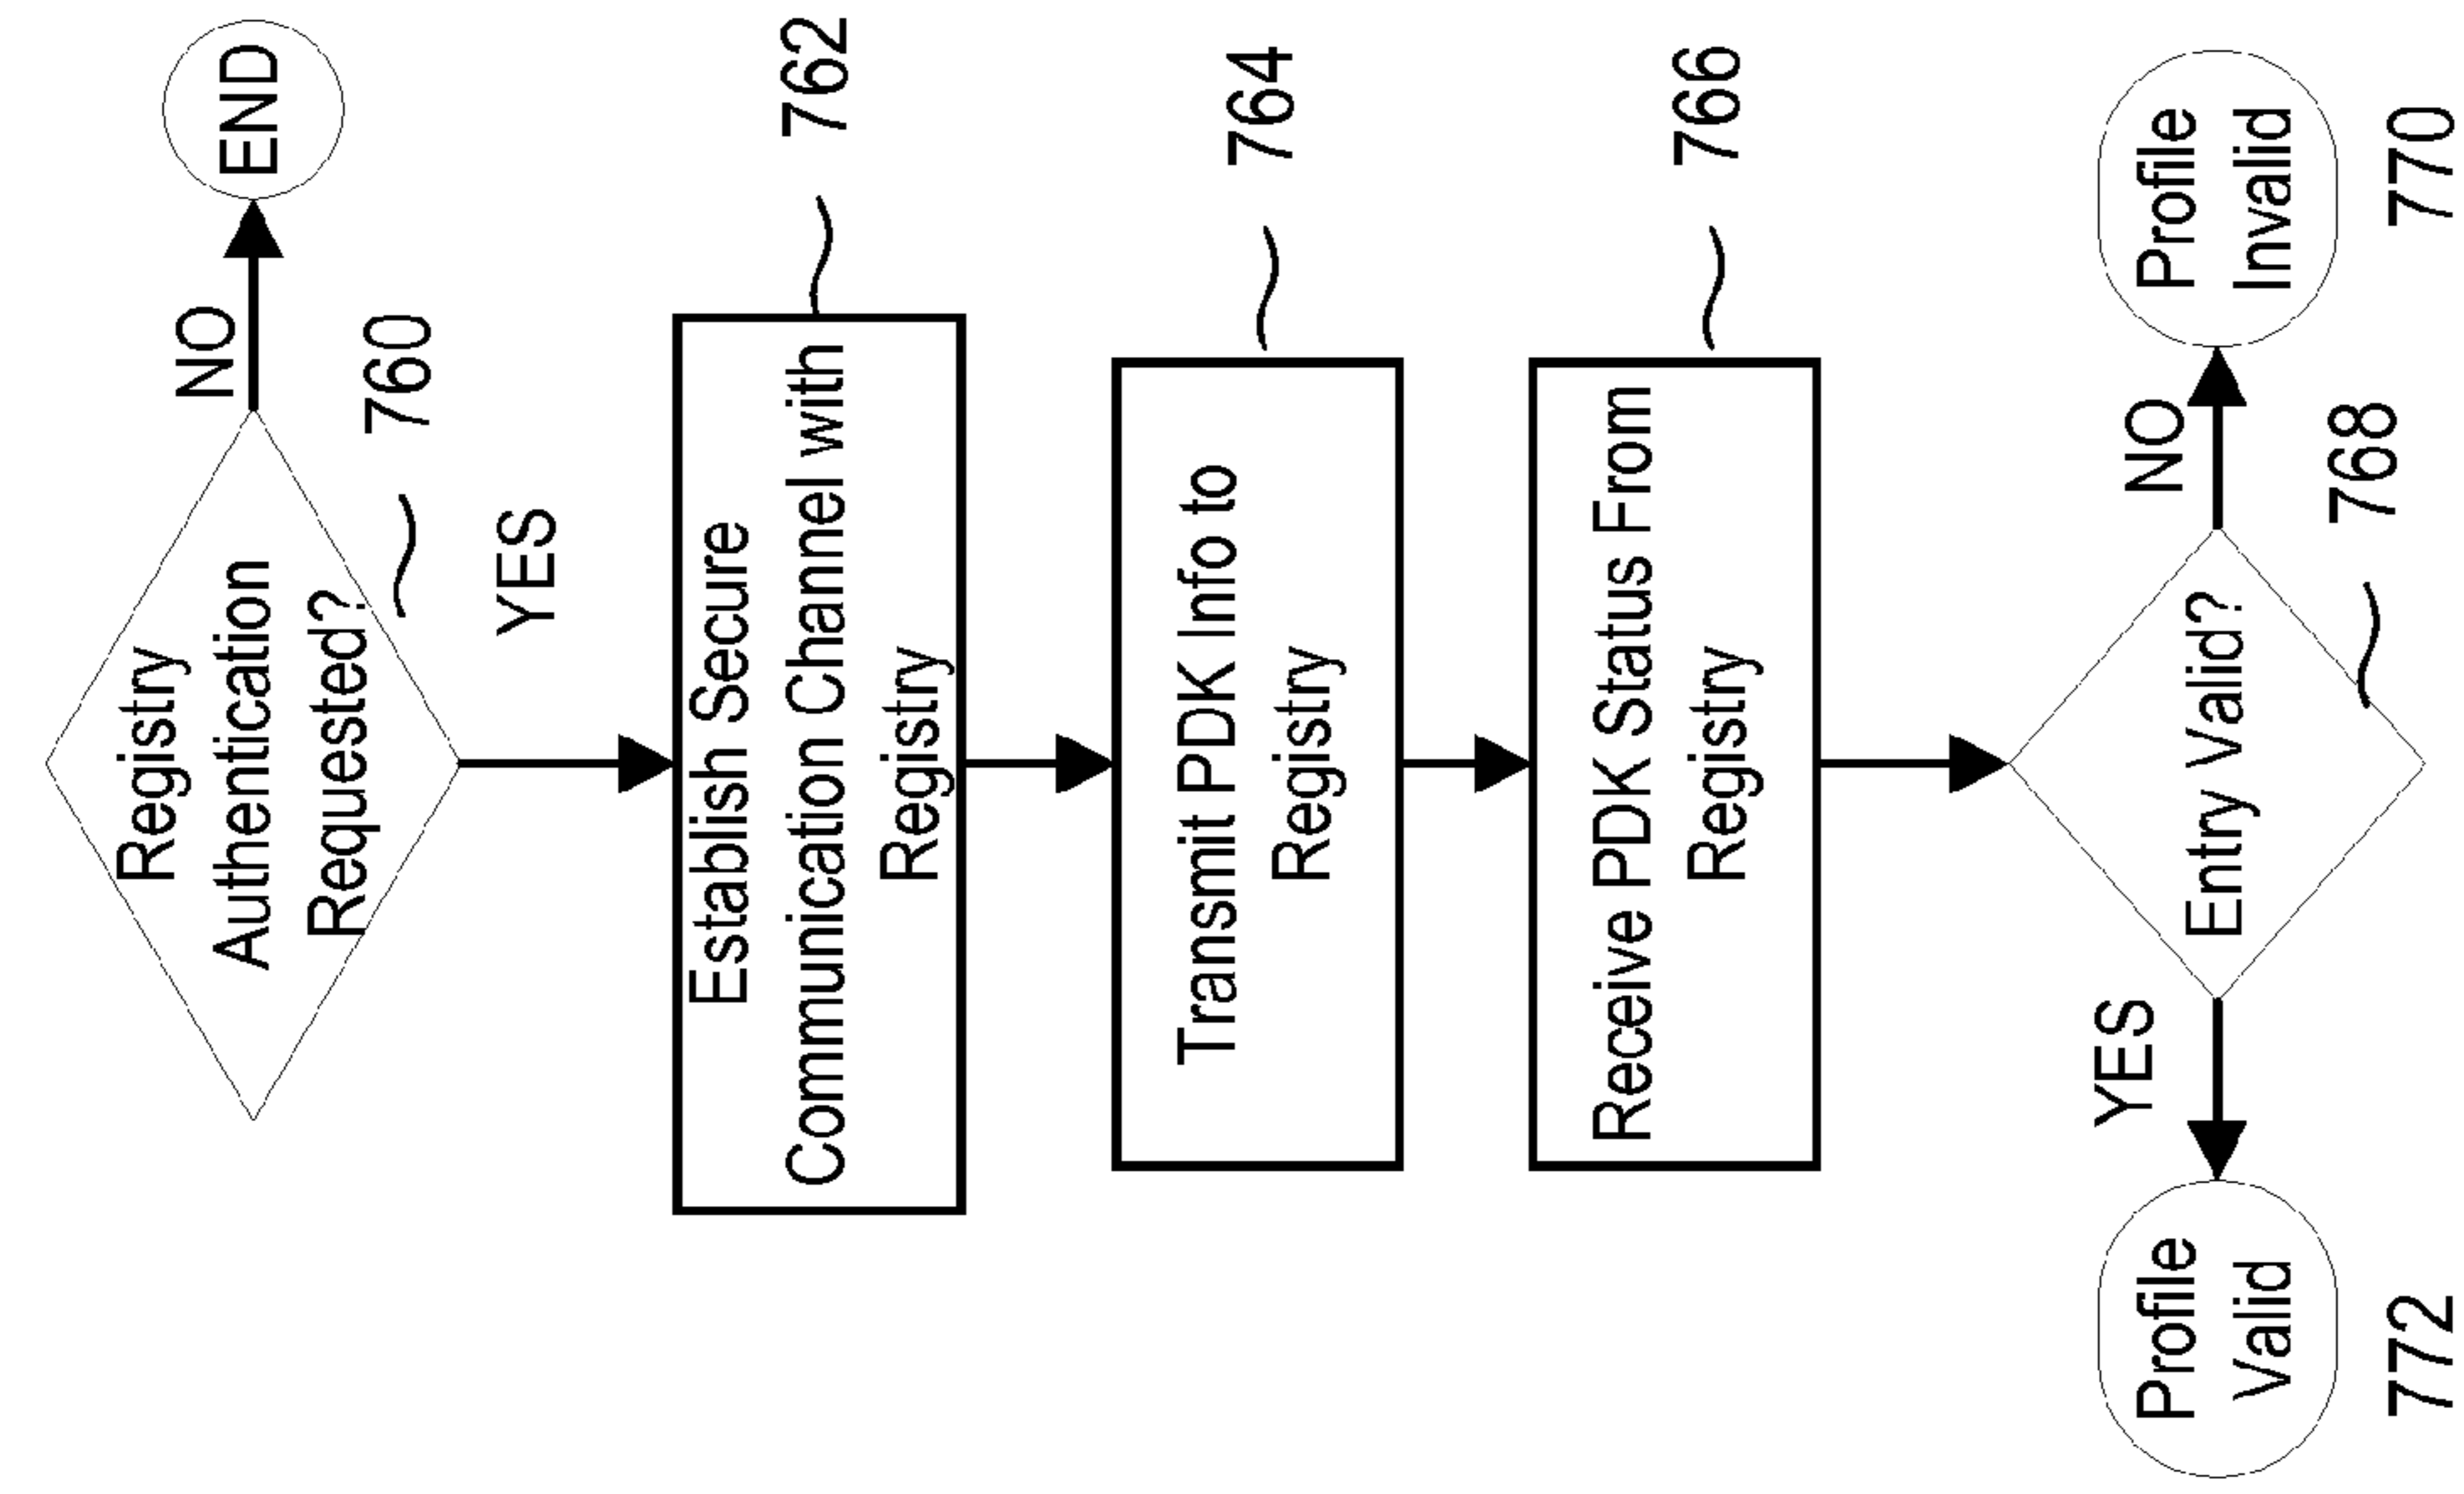 Registry
Authentication
Requested?
760
NO
END
YES
Establish Secure
Communication Channel with
Registry
762
Transmit PDK Info to
Registry
764
Receive PDK Status From
Registry
766
Entry Valid?
768
YES
NO
Profile
Valid
772
Profile
Invalid
770